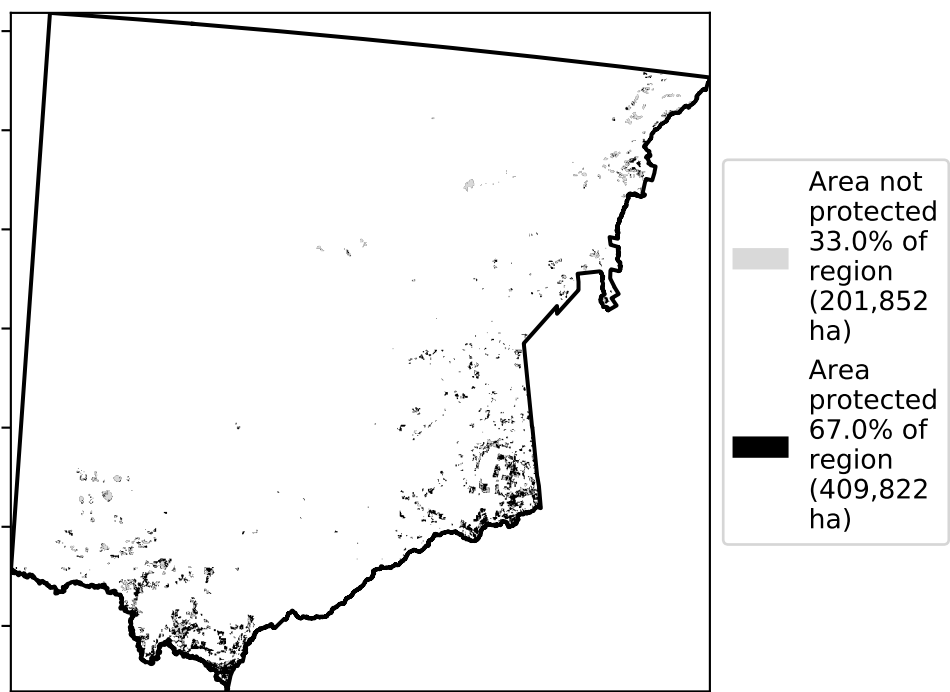 Area not
protected
33.0% of
region
(201,852
ha)
Area
protected
67.0% of
region
(409,822
ha)